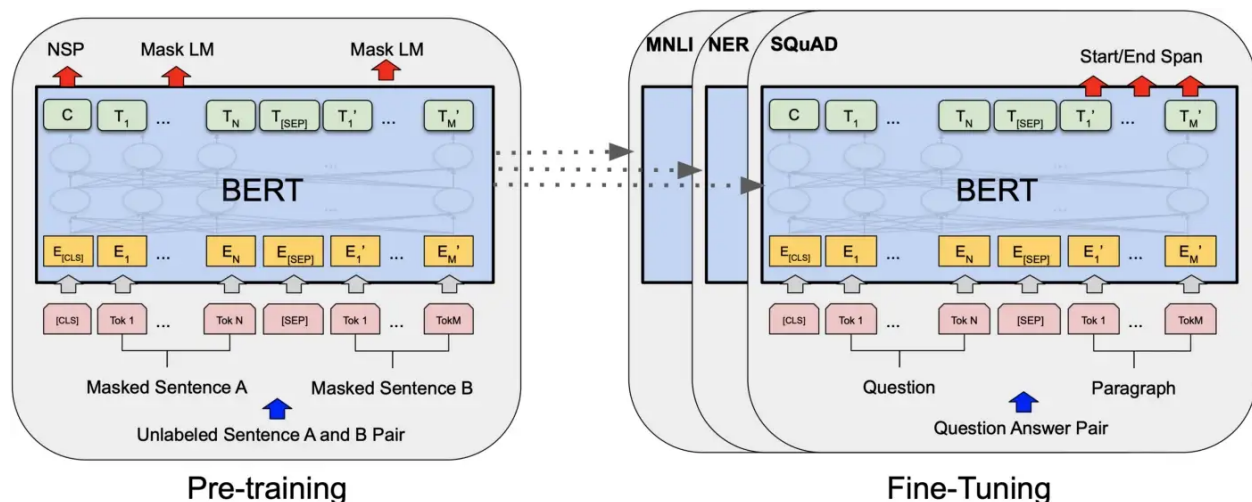 NSP Mask LM Mask LM
C T1 ... TN T[SEP] T1' ... TM'
...
...
BERT
E[CLS] E1 ... EN E[SEP] E1' ... EM'
[CLS] Tok 1 ... Tok N [SEP] Tok 1 ... TokM
Masked Sentence A Masked Sentence B
Unlabeled Sentence A and B Pair
Pre-training
MNLI NER SQuAD
Start/End Span
C T1 ... TN T[SEP] T1' ... TM'
...
...
BERT
E[CLS] E1 ... EN E[SEP] E1' ... EM'
[CLS] Tok 1 ... Tok N [SEP] Tok 1 ... TokM
Question Paragraph
Question Answer Pair
Fine-Tuning